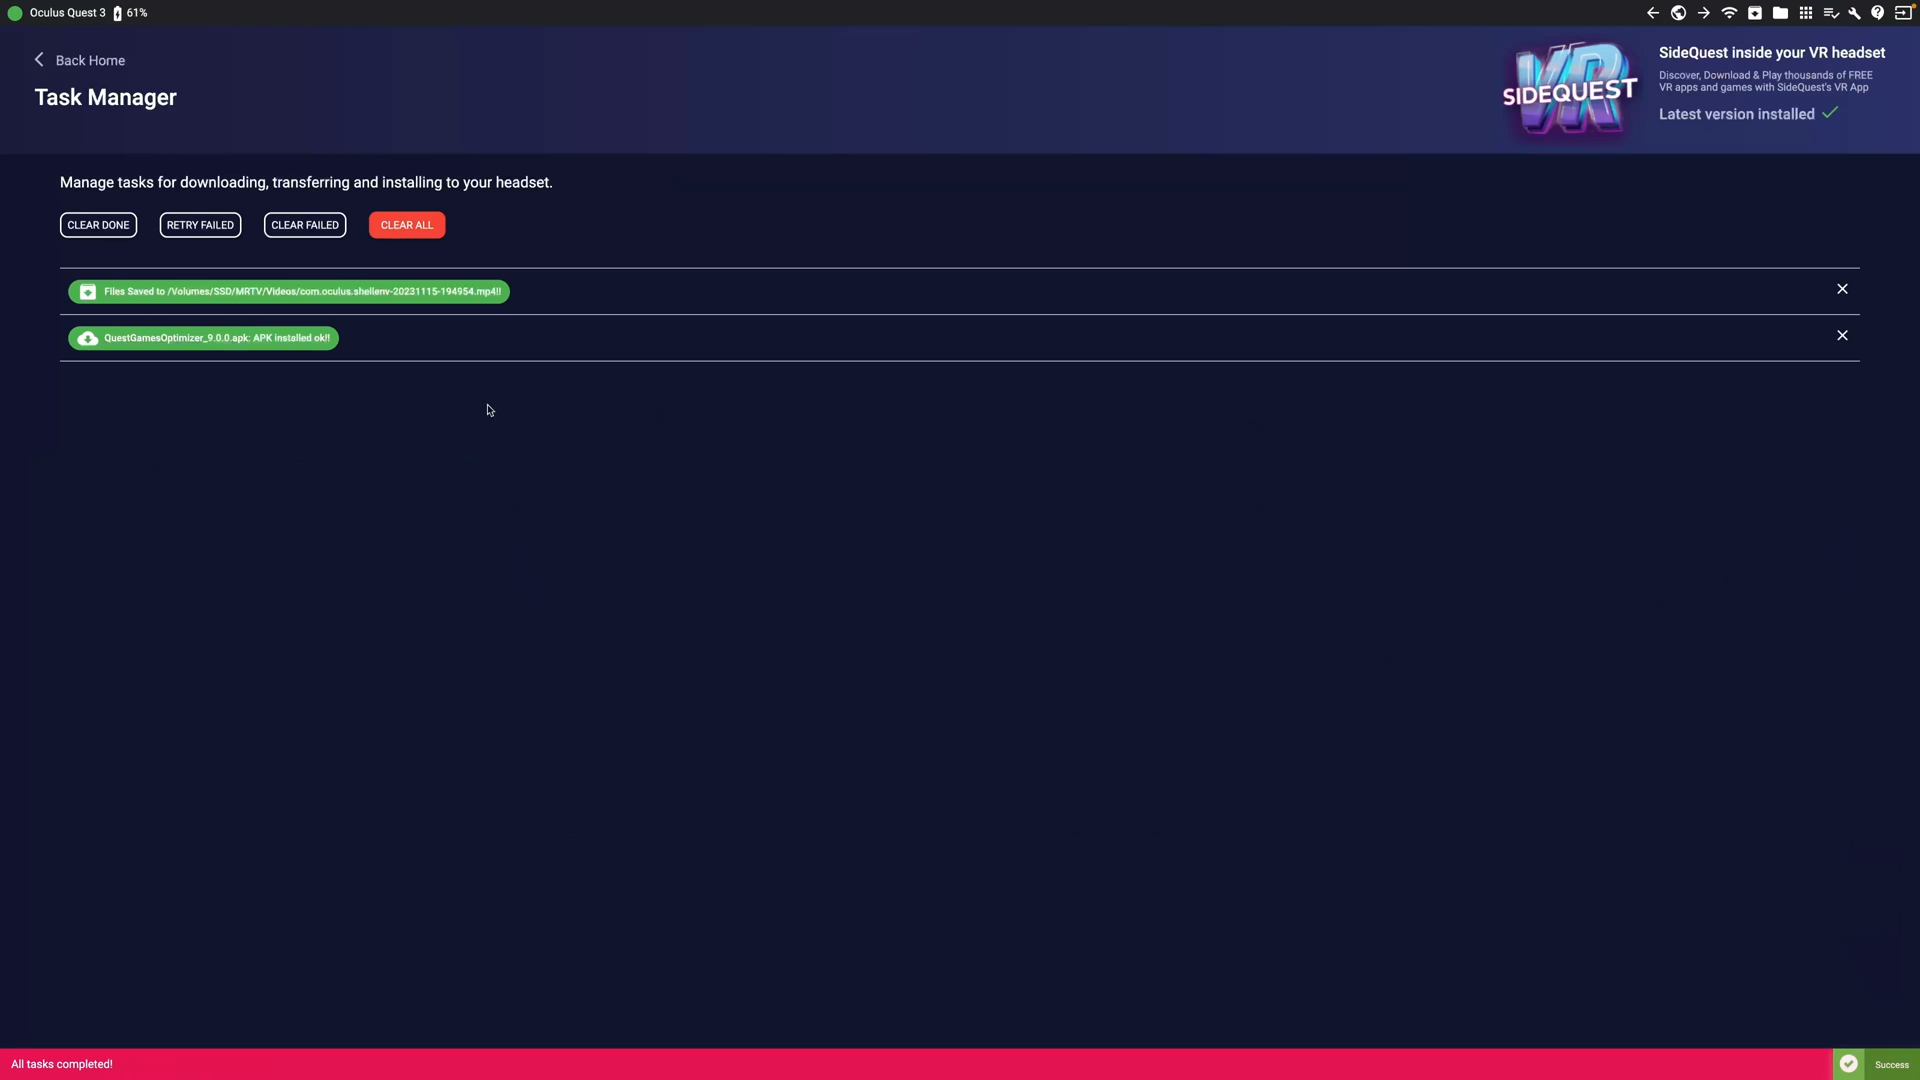 Oculus Quest 3 61%
Back Home
Task Manager
VR
SIDEQUEST
SideQuest inside your VR headset
Discover, Download & Play thousands of FREE
VR apps and games with SideQuest's VR App
Latest version installed
Manage tasks for downloading, transferring and installing to your headset.
CLEAR DONE RETRY FAILED CLEAR FAILED CLEAR ALL
Files Saved to /Volumes/SSD/MRTV/Videos/com.oculus.shellenv-20231115-194954.mp4!!
QuestGamesOptimizer_9.0.0.apk: APK installed ok!!
All tasks completed!
Success